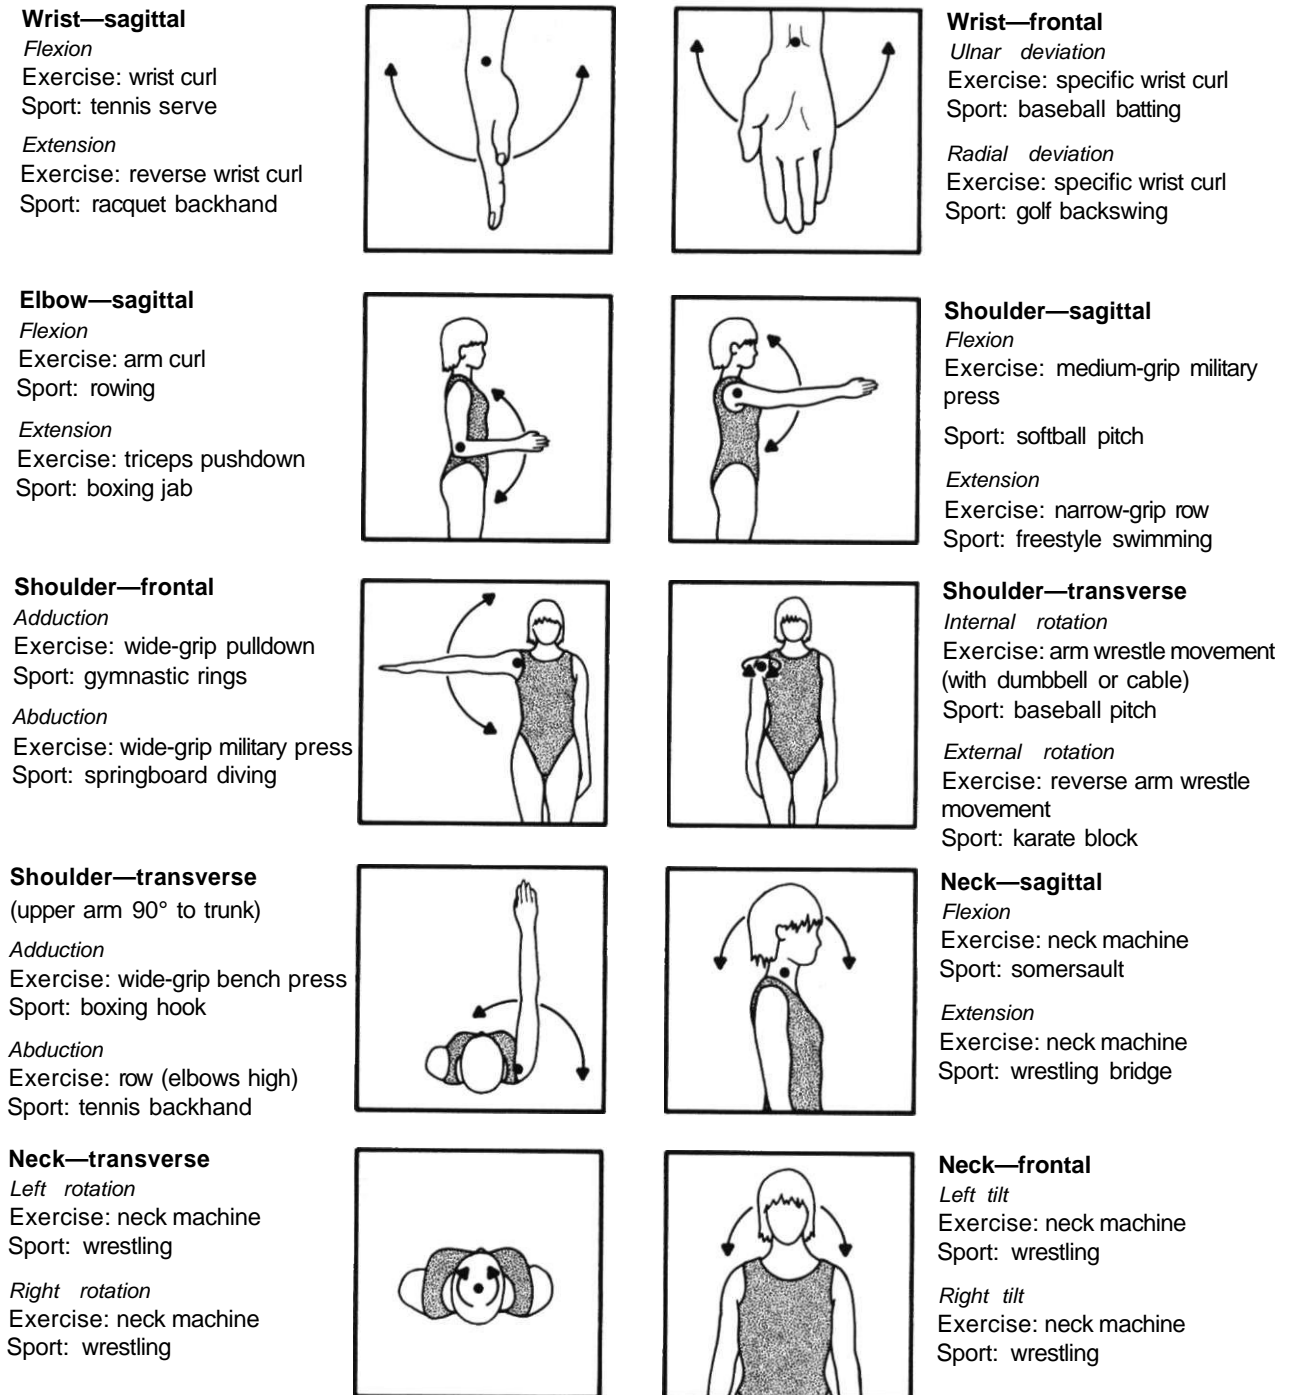 Wrist—sagittal
Flexion
Exercise: wrist curl
Sport: tennis serve
Extension
Exercise: reverse wrist curl
Sport: racquet backhand
Wrist—frontal
Ulnar deviation
Exercise: specific wrist curl
Sport: baseball batting
Radial deviation
Exercise: specific wrist curl
Sport: golf backswing
Elbow—sagittal
Flexion
Exercise: arm curl
Sport: rowing
Extension
Exercise: triceps pushdown
Sport: boxing jab
Shoulder—sagittal
Flexion
Exercise: medium-grip military
press
Sport: softball pitch
Extension
Exercise: narrow-grip row
Sport: freestyle swimming
Shoulder—frontal
Adduction
Exercise: wide-grip pulldown
Sport: gymnastic rings
Abduction
Exercise: wide-grip military press
Sport: springboard diving
Shoulder—transverse
Internal rotation
Exercise: arm wrestle movement
(with dumbbell or cable)
Sport: baseball pitch
External rotation
Exercise: reverse arm wrestle
movement
Sport: karate block
Shoulder—transverse
(upper arm 90° to trunk)
Adduction
Exercise: wide-grip bench press
Sport: boxing hook
Abduction
Exercise: row (elbows high)
Sport: tennis backhand
Neck—sagittal
Flexion
Exercise: neck machine
Sport: somersault
Extension
Exercise: neck machine
Sport: wrestling bridge
Neck—transverse
Left rotation
Exercise: neck machine
Sport: wrestling
Right rotation
Exercise: neck machine
Sport: wrestling
Neck—frontal
Left tilt
Exercise: neck machine
Sport: wrestling
Right tilt
Exercise: neck machine
Sport: wrestling